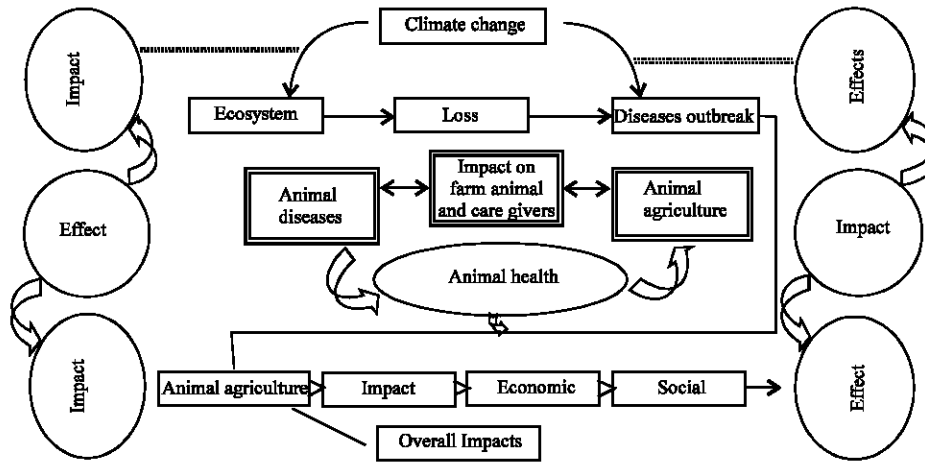 Climate change
Impact
Effects
Ecosystem
Loss
Diseases outbreak
Animal
diseases
Impact on
farm animal
and care givers
Animal
agriculture
Effect
Impact
Animal health
Impact
Animal agriculture
Impact
Economic
Social
Effect
Overall Impacts